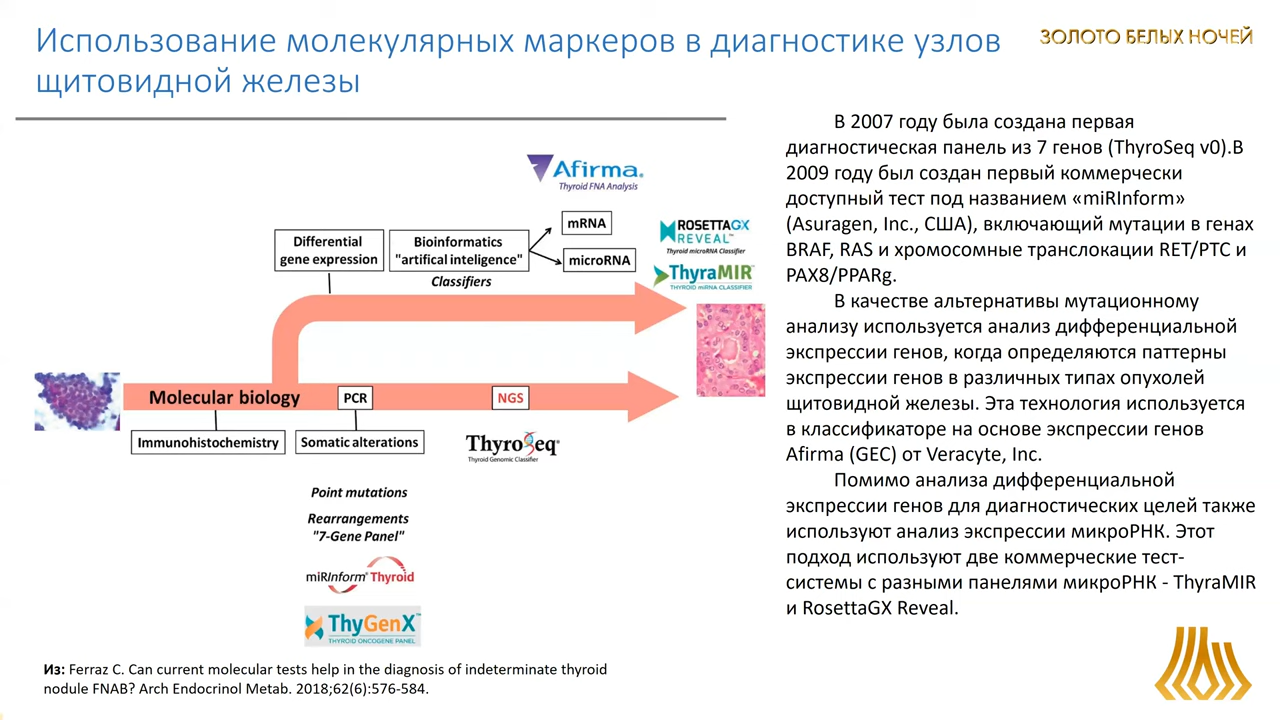 Использование молекулярных маркеров в диагностике узлов
щитовидной железы
ЗОЛОТО БЕЛЫХ НОЧЕЙ
Afirma.
Thyroid FNA Analysis
mRNA
microRNA
Differential
gene expression
Bioinformatics
"artifical inteligence"
Classifiers
ROSETTAGX
REVEAL™
Thyroid microRNA Classifier
ThyraMIR™
THYROID miRNA CLASSIFIER
Molecular biology
PCR
NGS
Immunohistochemistry
Somatic alterations
ThyroSeq®
Thyroid Genomic Classifier
Point mutations
Rearrangements
"7-Gene Panel"
miRInform® Thyroid
ThyGenX™
THYROID ONCOGENE PANEL
В 2007 году была создана первая
диагностическая панель из 7 генов (ThyroSeq v0).В
2009 году был создан первый коммерчески
доступный тест под названием «miRInform»
(Asuragen, Inc., США), включающий мутации в генах
BRAF, RAS и хромосомные транслокации RET/PTC и
PAX8/PPARg.
В качестве альтернативы мутационному
анализу используется анализ дифференциальной
экспрессии генов, когда определяются паттерны
экспрессии генов в различных типах опухолей
щитовидной железы. Эта технология используется
в классификаторе на основе экспрессии генов
Afirma (GEC) от Veracyte, Inc.
Помимо анализа дифференциальной
экспрессии генов для диагностических целей также
используют анализ экспрессии микроРНК. Этот
подход используют две коммерческие тест-
системы с разными панелями микроРНК - ThyraMIR
и RosettaGX Reveal.
Из: Ferraz C. Can current molecular tests help in the diagnosis of indeterminate thyroid
nodule FNAB? Arch Endocrinol Metab. 2018;62(6):576-584.